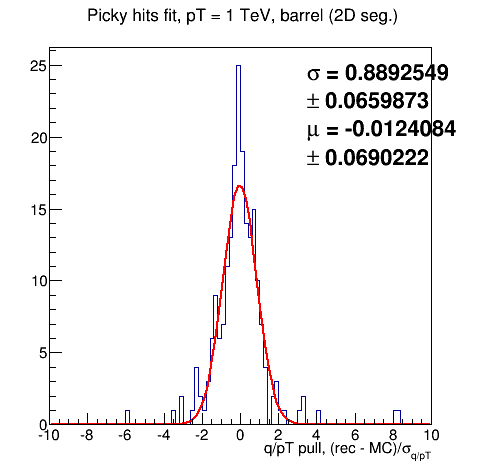 Picky hits fit, pT = 1 TeV, barrel (2D seg.)
σ = 0.8892549
± 0.0659873
μ = -0.0124084
± 0.0690222
25
20
15
10
5
0
-10 -8 -6 -4 -2 0 2 4 6 8 10
q/pT pull, (rec - MC)/σq/pT